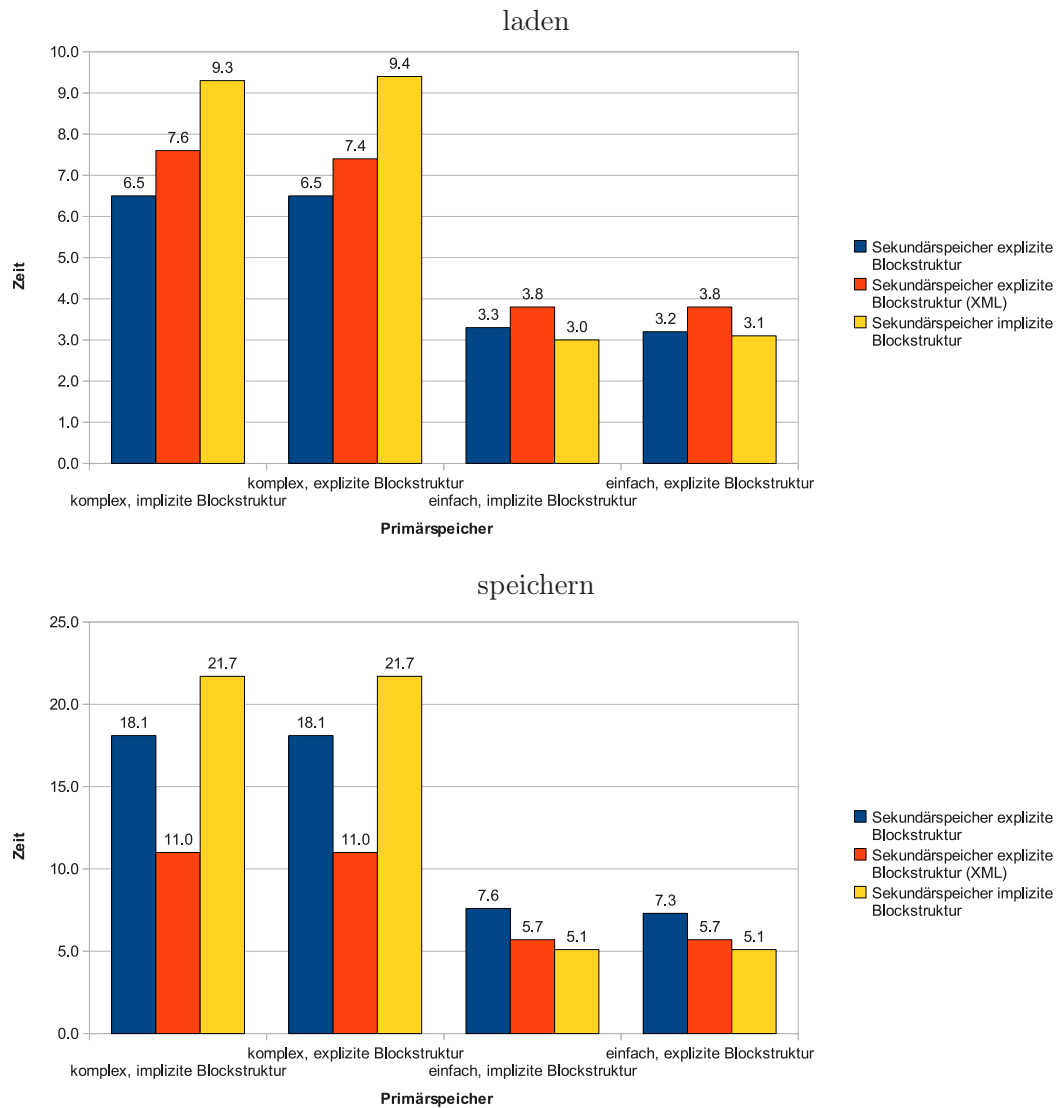 laden
10.0
9.0
8.0
7.0
6.0
5.0
4.0
3.0
2.0
1.0
0.0
Zeit
6.5
7.6
9.3
6.5
7.4
9.4
3.3
3.8
3.0
3.2
3.8
3.1
komplex, implizite Blockstruktur
komplex, explizite Blockstruktur
einfach, implizite Blockstruktur
einfach, explizite Blockstruktur
Primärspeicher
Sekundärspeicher explizite
Blockstruktur
Sekundärspeicher explizite
Blockstruktur (XML)
Sekundärspeicher implizite
Blockstruktur
speichern
25.0
20.0
15.0
10.0
5.0
0.0
Zeit
18.1
11.0
21.7
18.1
11.0
21.7
7.6
5.7
5.1
7.3
5.7
5.1
komplex, implizite Blockstruktur
komplex, explizite Blockstruktur
einfach, implizite Blockstruktur
einfach, explizite Blockstruktur
Primärspeicher
Sekundärspeicher explizite
Blockstruktur
Sekundärspeicher explizite
Blockstruktur (XML)
Sekundärspeicher implizite
Blockstruktur